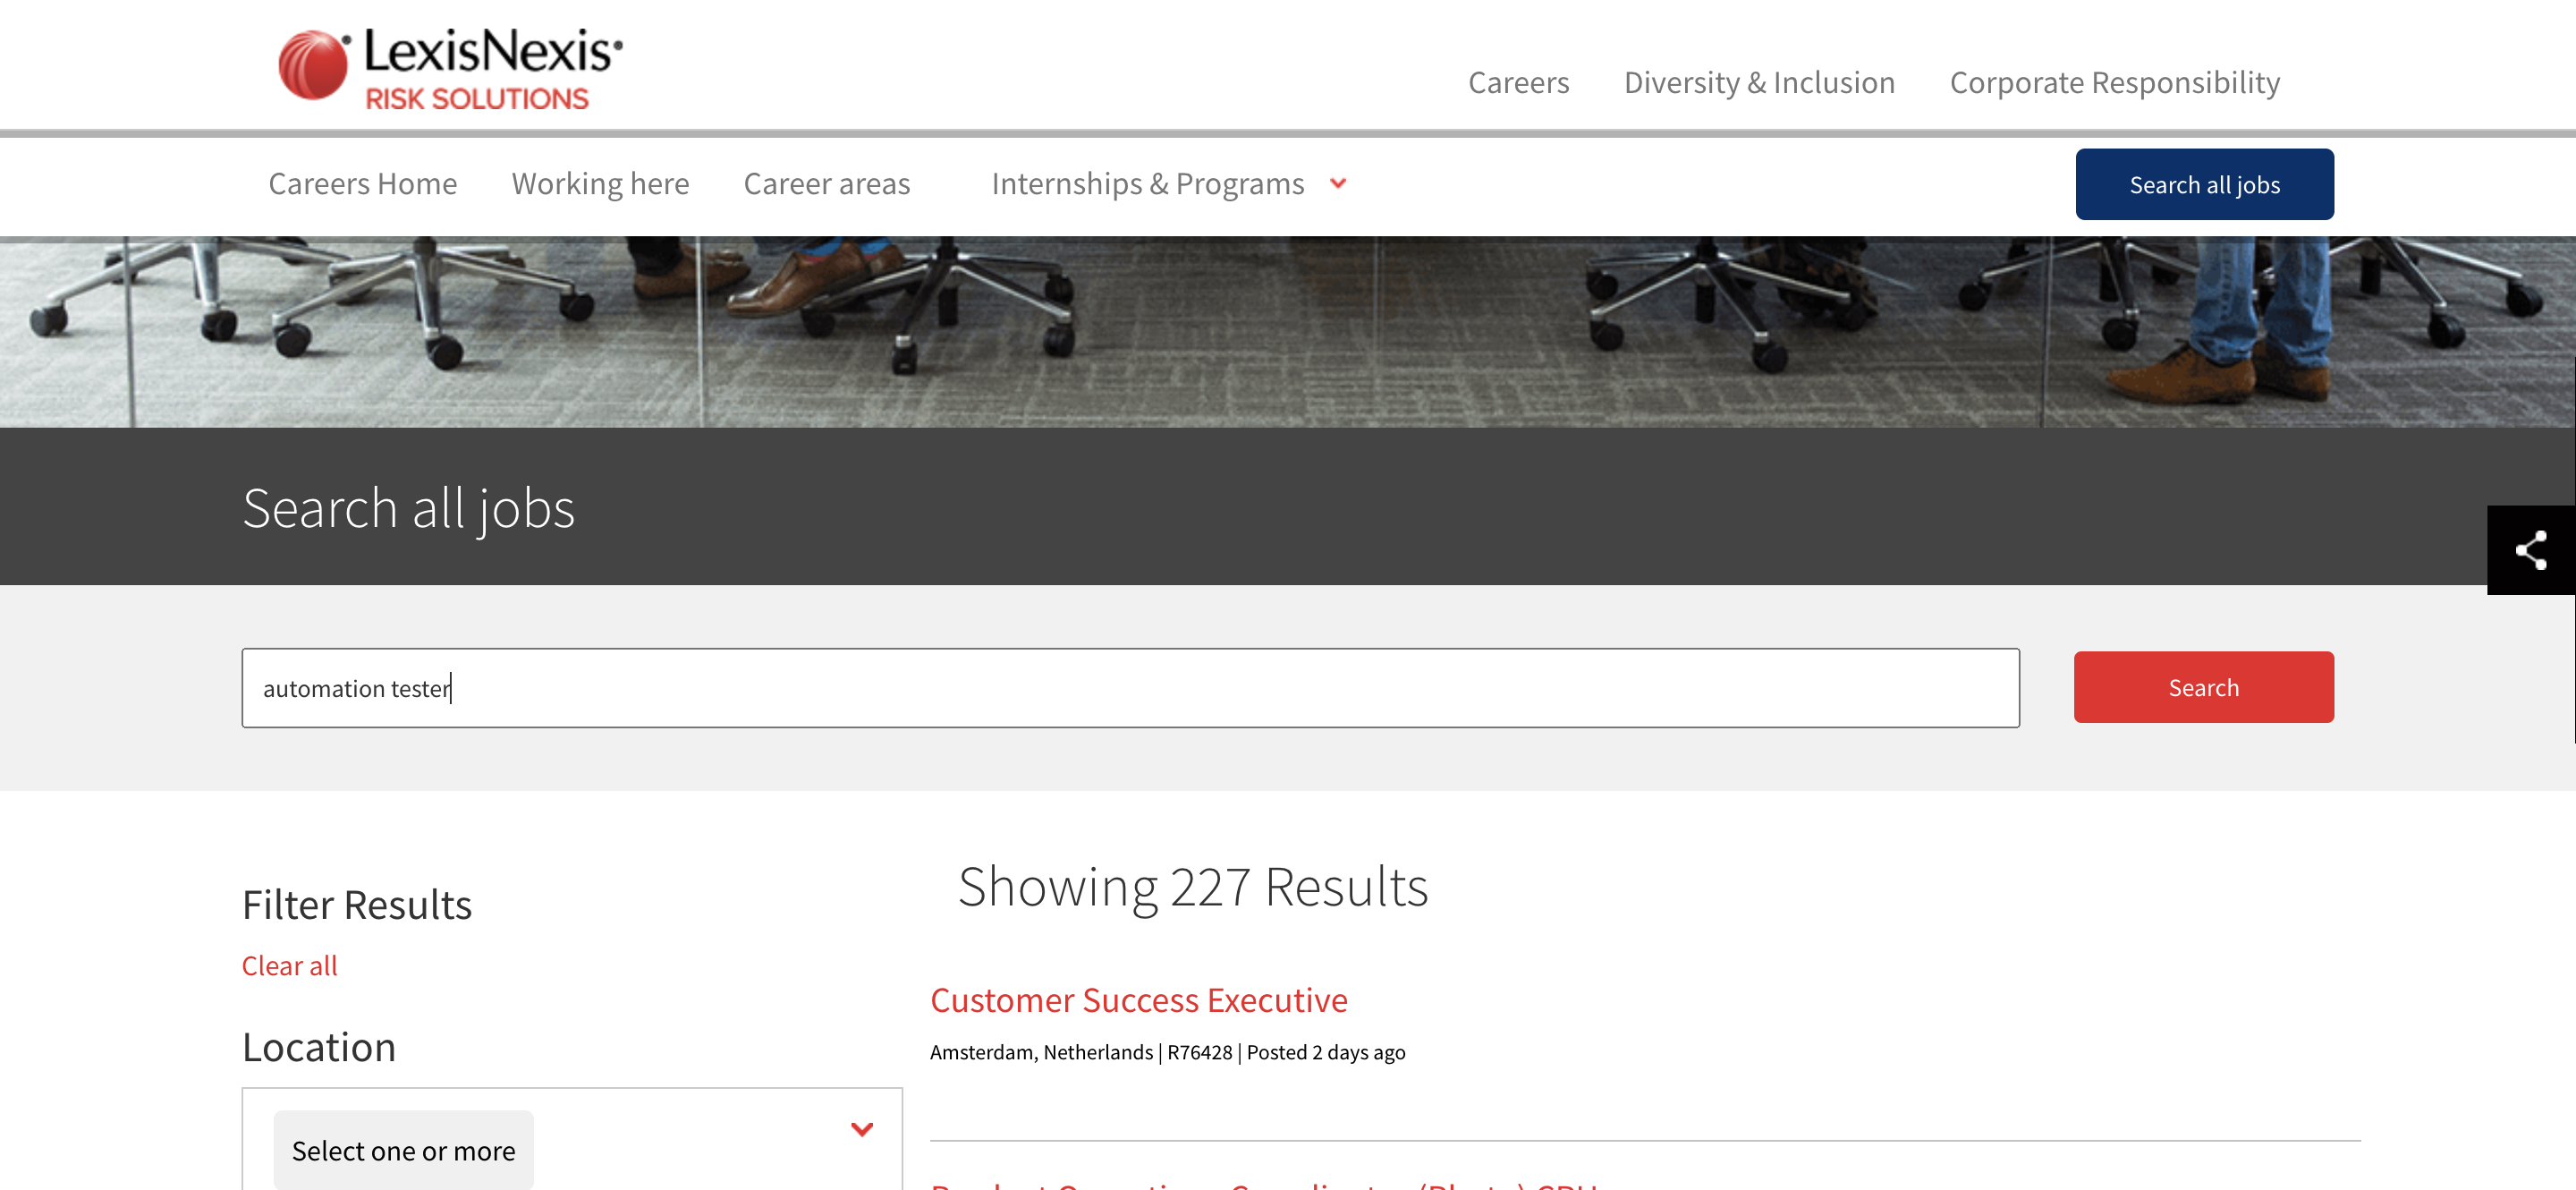 LexisNexis
RISK SOLUTIONS
Careers Diversity & Inclusion Corporate Responsibility
Careers Home Working here Career areas Internships & Programs Search all jobs
Search all jobs
automation tester Search
Filter Results
Clear all
Location
Select one or more
Showing 227 Results
Customer Success Executive
Amsterdam, Netherlands | R76428 | Posted 2 days ago